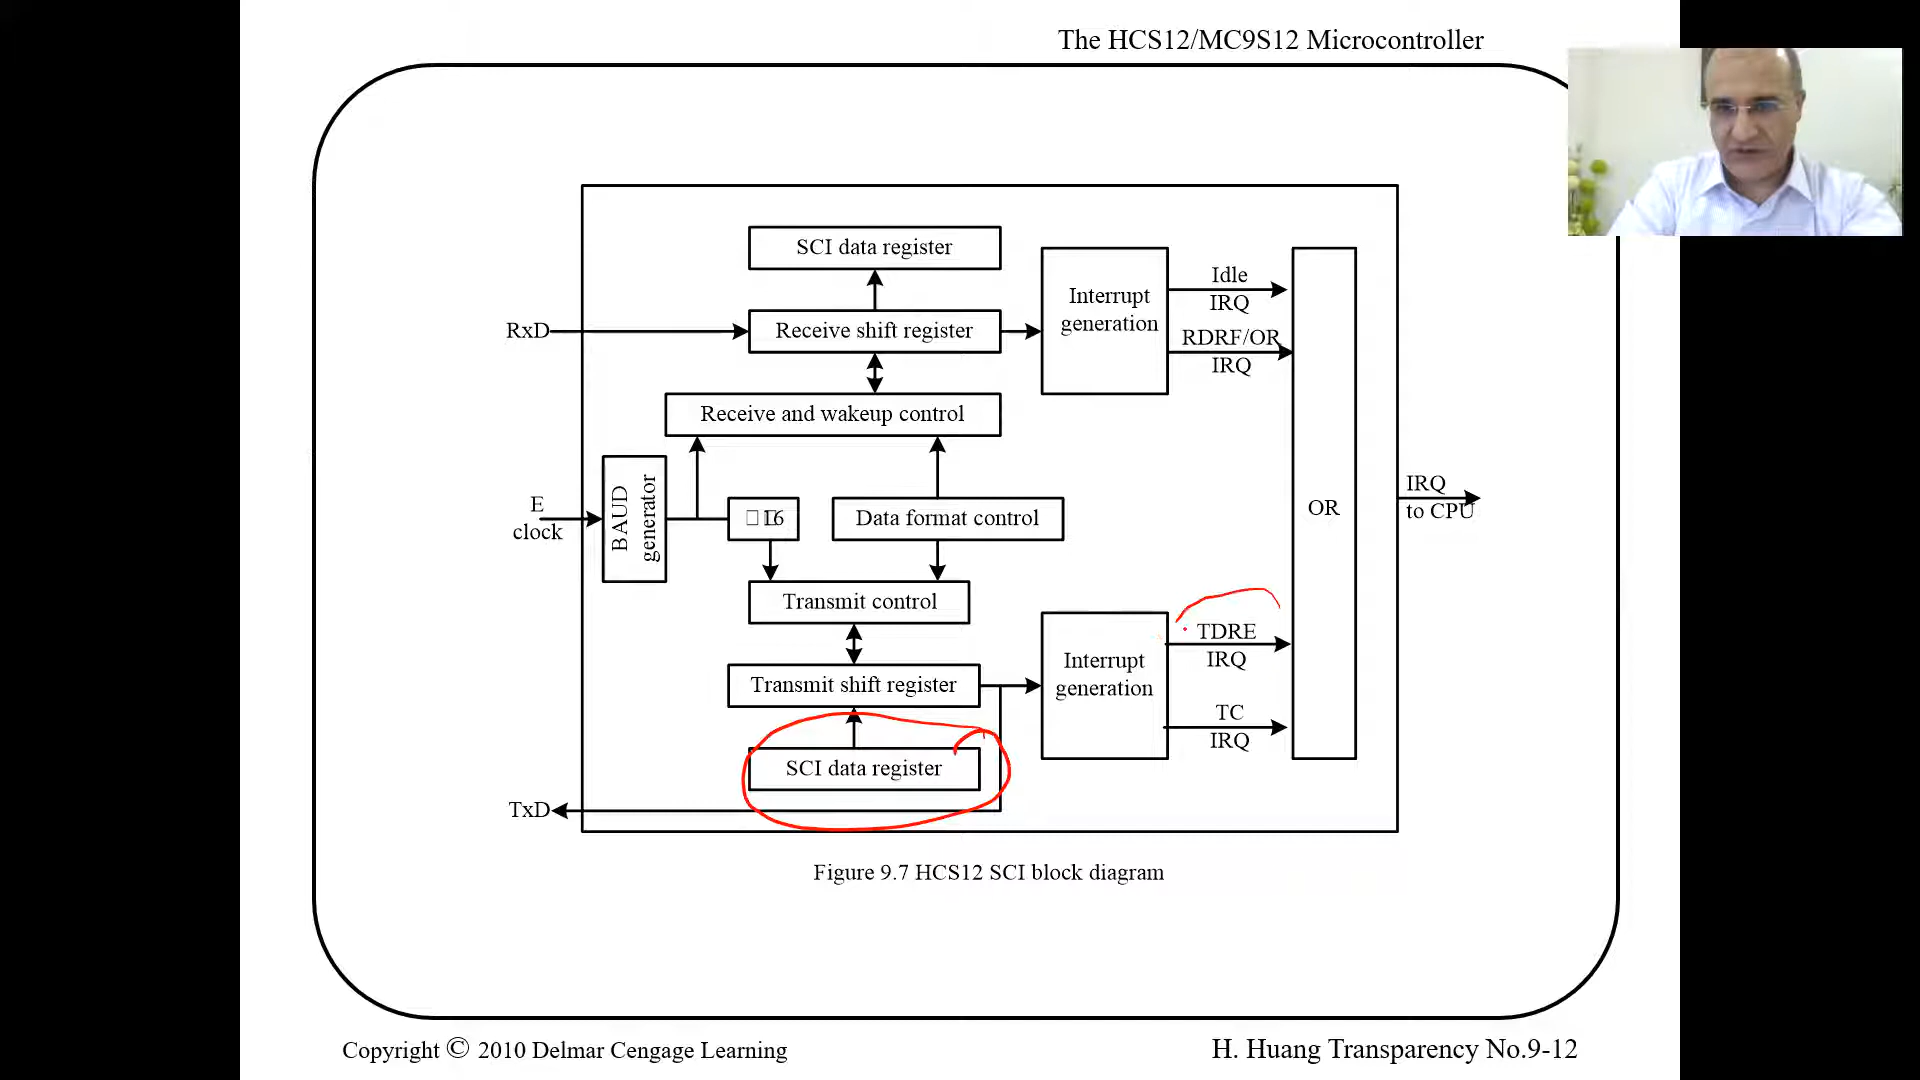 The HCS12/MC9S12 Microcontroller
SCI data register
Receive shift register
RxD
Interrupt
generation
Idle
IRQ
RDRF/OR
IRQ
Receive and wakeup control
E
clock
BAUD
generator
16
Data format control
Transmit control
OR
IRQ
to CPU
Transmit shift register
SCI data register
TxD
Interrupt
generation
TDRE
IRQ
TC
IRQ
Figure 9.7 HCS12 SCI block diagram
Copyright © 2010 Delmar Cengage Learning
H. Huang Transparency No.9-12